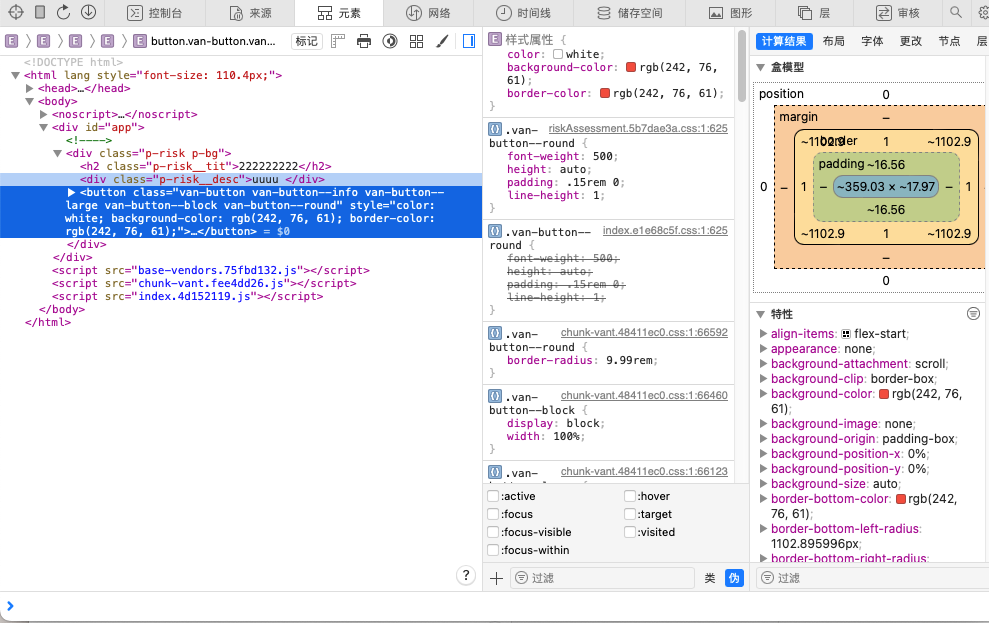 控制台 来源 元素 网络 时间线 储存空间 图形 层 审核
E E E E E button.van-button.van... 标记
<!DOCTYPE html>
<html lang style="font-size: 110.4px;">
<head>…</head>
<body>
<noscript>…</noscript>
<div id="app">
<!---->
<div class="p-risk p-bg">
<h2 class="p-risk__tit">222222222</h2>
<div class="p-risk__desc">uuuu </div>
<button class="van-button van-button--info van-button--
large van-button--block van-button--round" style="color:
white; background-color: rgb(242, 76, 61); border-color:
rgb(242, 76, 61);">…</button> = $0
</div>
</div>
<script src="base-vendors.75fbd132.js"></script>
<script src="chunk-vant.fee4dd26.js"></script>
<script src="index.4d152119.js"></script>
</body>
</html>
?
E 样式属性 {
color: white;
background-color: rgb(242, 76,
61);
border-color: rgb(242, 76, 61);
}
.van- riskAssessment.5b7dae3a.css:1:625
button--round {
font-weight: 500;
height: auto;
padding: .15rem 0;
line-height: 1;
}
.van-button-- index.e1e68c5f.css:1:625
round {
font-weight: 500;
height: auto;
padding: .15rem 0;
line-height: 1;
}
.van- chunk-vant.48411ec0.css:1:66592
button--round {
border-radius: 9.99rem;
}
.van- chunk-vant.48411ec0.css:1:66460
button--block {
display: block;
width: 100%;
}
.van- chunk-vant.48411ec0.css:1:66123
:active :hover
:focus :target
:focus-visible :visited
:focus-within
+ 过滤 类 伪
计算结果 布局 字体 更改 节点 层
盒模型
position 0
margin –
~1102.9 border 1 ~1102.9
padding ~16.56
0 – 1 – ~359.03 × ~17.97 – 1
~16.56
~1102.9 1 ~1102.9
–
0
特性
align-items: flex-start;
appearance: none;
background-attachment: scroll;
background-clip: border-box;
background-color: rgb(242, 76,
61);
background-image: none;
background-origin: padding-box;
background-position-x: 0%;
background-position-y: 0%;
background-size: auto;
border-bottom-color: rgb(242,
76, 61);
border-bottom-left-radius:
1102.895996px;
border-bottom-right-radius:
过滤